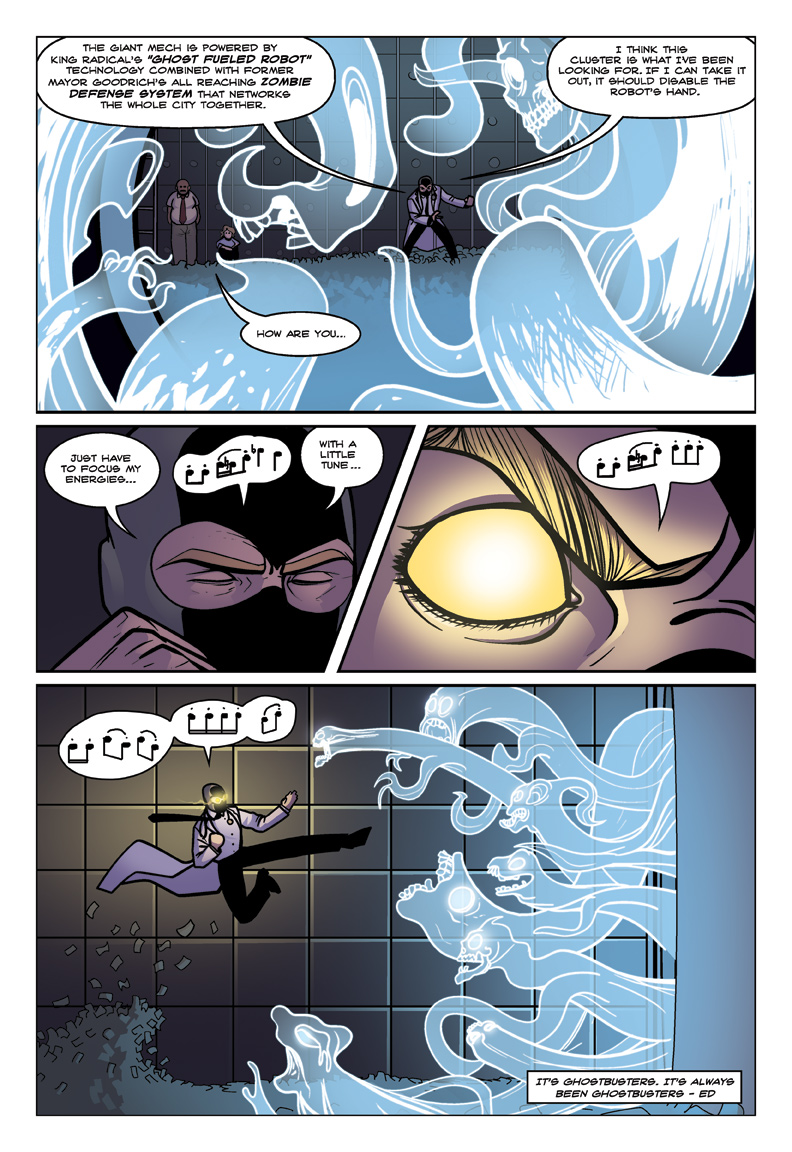 THE GIANT MECH IS POWERED BY
KING RADICAL'S "GHOST FUELED ROBOT"
TECHNOLOGY COMBINED WITH FORMER
MAYOR GOODRICH'S ALL REACHING ZOMBIE
DEFENSE SYSTEM THAT NETWORKS
THE WHOLE CITY TOGETHER.
I THINK THIS
CLUSTER IS WHAT I'VE BEEN
LOOKING FOR. IF I CAN TAKE IT
OUT, IT SHOULD DISABLE THE
ROBOT'S HAND.
HOW ARE YOU...
JUST HAVE
TO FOCUS MY
ENERGIES...
WITH A
LITTLE
TUNE...
IT'S GHOSTBUSTERS. IT'S ALWAYS
BEEN GHOSTBUSTERS - ED